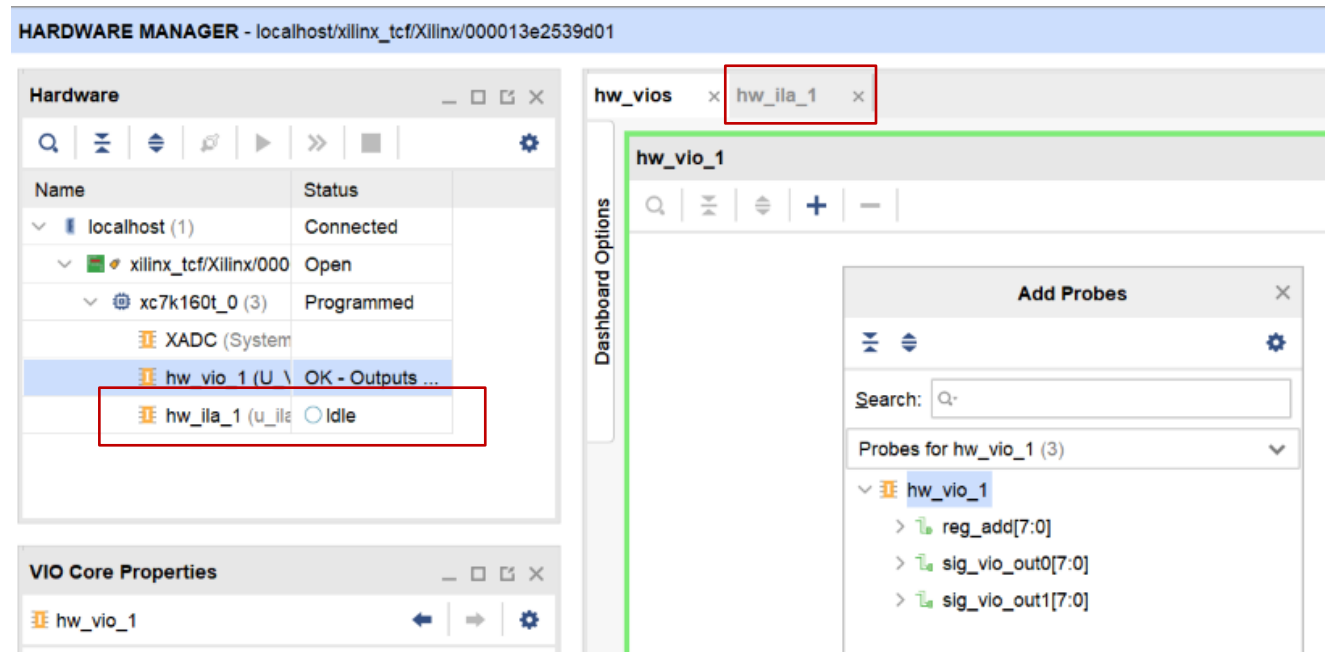 HARDWARE MANAGER - localhost/xilinx_tcf/Xilinx/000013e2539d01
Hardware
Name Status
localhost (1) Connected
xilinx_tcf/Xilinx/000 Open
xc7k160t_0 (3) Programmed
XADC (System
hw_vio_1 (U_V OK - Outputs ...
hw_ila_1 (u_ila Idle
VIO Core Properties
hw_vio_1
hw_vios hw_ila_1
Dashboard Options
hw_vio_1
Add Probes
Search:
Probes for hw_vio_1 (3)
hw_vio_1
reg_add[7:0]
sig_vio_out0[7:0]
sig_vio_out1[7:0]